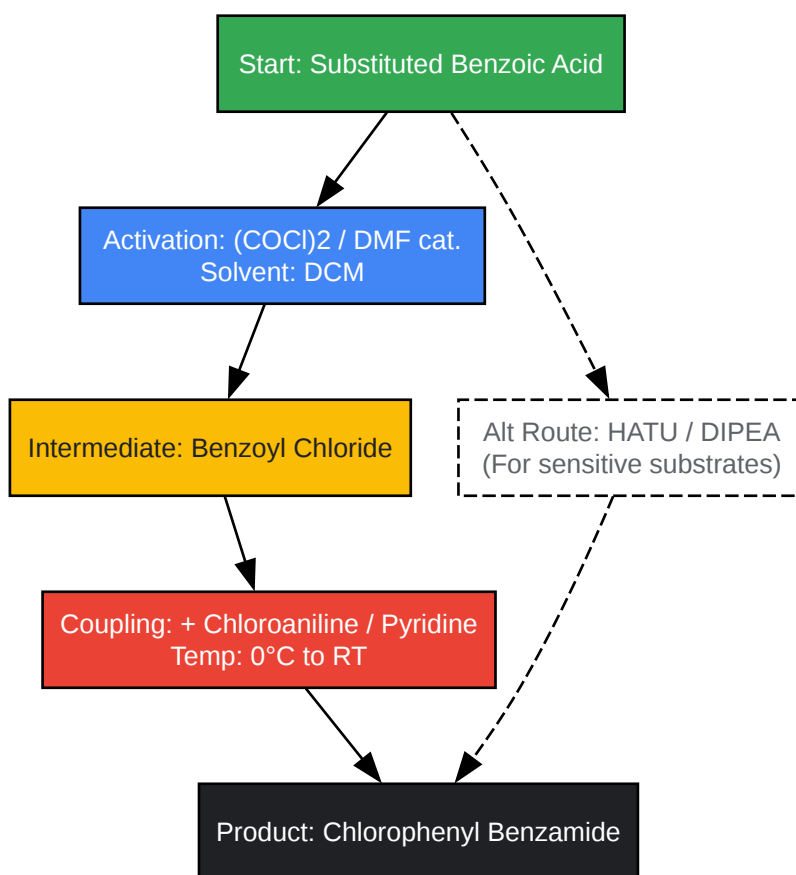 Start: Substituted Benzoic Acid
Activation: (COCl)2 / DMF cat.
Solvent: DCM
Intermediate: Benzoyl Chloride
Alt Route: HATU / DIPEA
(For sensitive substrates)
Coupling: + Chloroaniline / Pyridine
Temp: 0°C to RT
Product: Chlorophenyl Benzamide